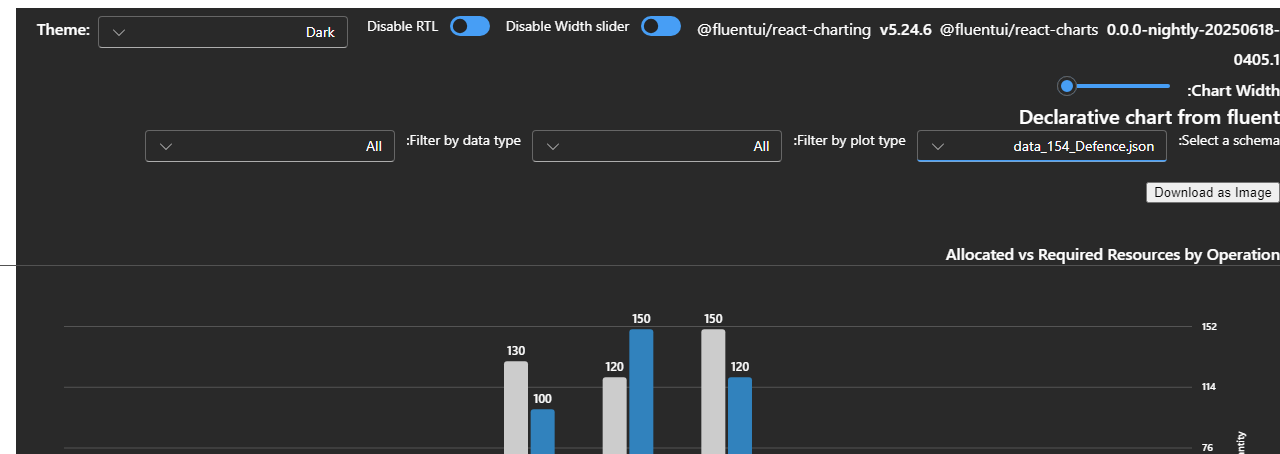 Theme: Dark Disable RTL Disable Width slider @fluentui/react-charting v5.24.6 @fluentui/react-charts 0.0.0-nightly-20250618-
0405.1
:Chart Width
Declarative chart from fluent
:Select a schema data_154_Defence.json :Filter by plot type All :Filter by data type All
Download as Image
Allocated vs Required Resources by Operation
150 150 152
130
120 120
114
100
76